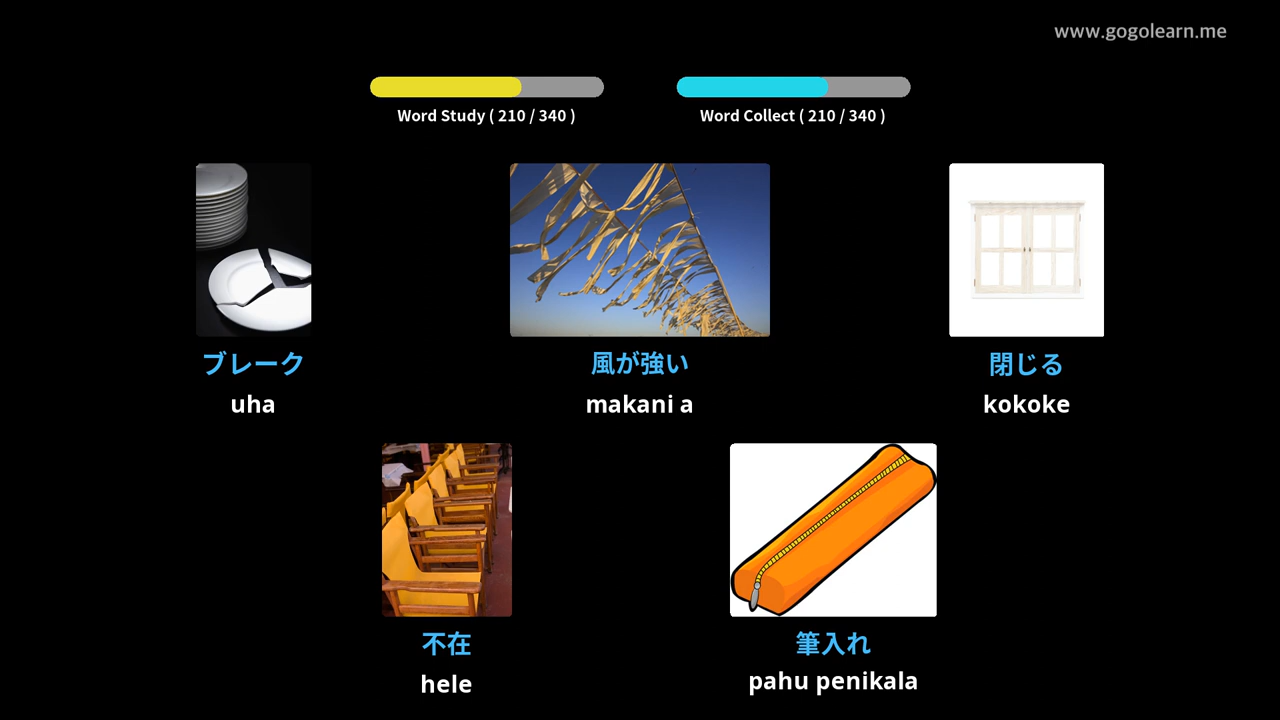 www.gogolearn.me
Word Study ( 210 / 340 )
Word Collect ( 210 / 340 )
ブレーク
uha
風が強い
makani a
閉じる
kokoke
不在
hele
筆入れ
pahu penikala